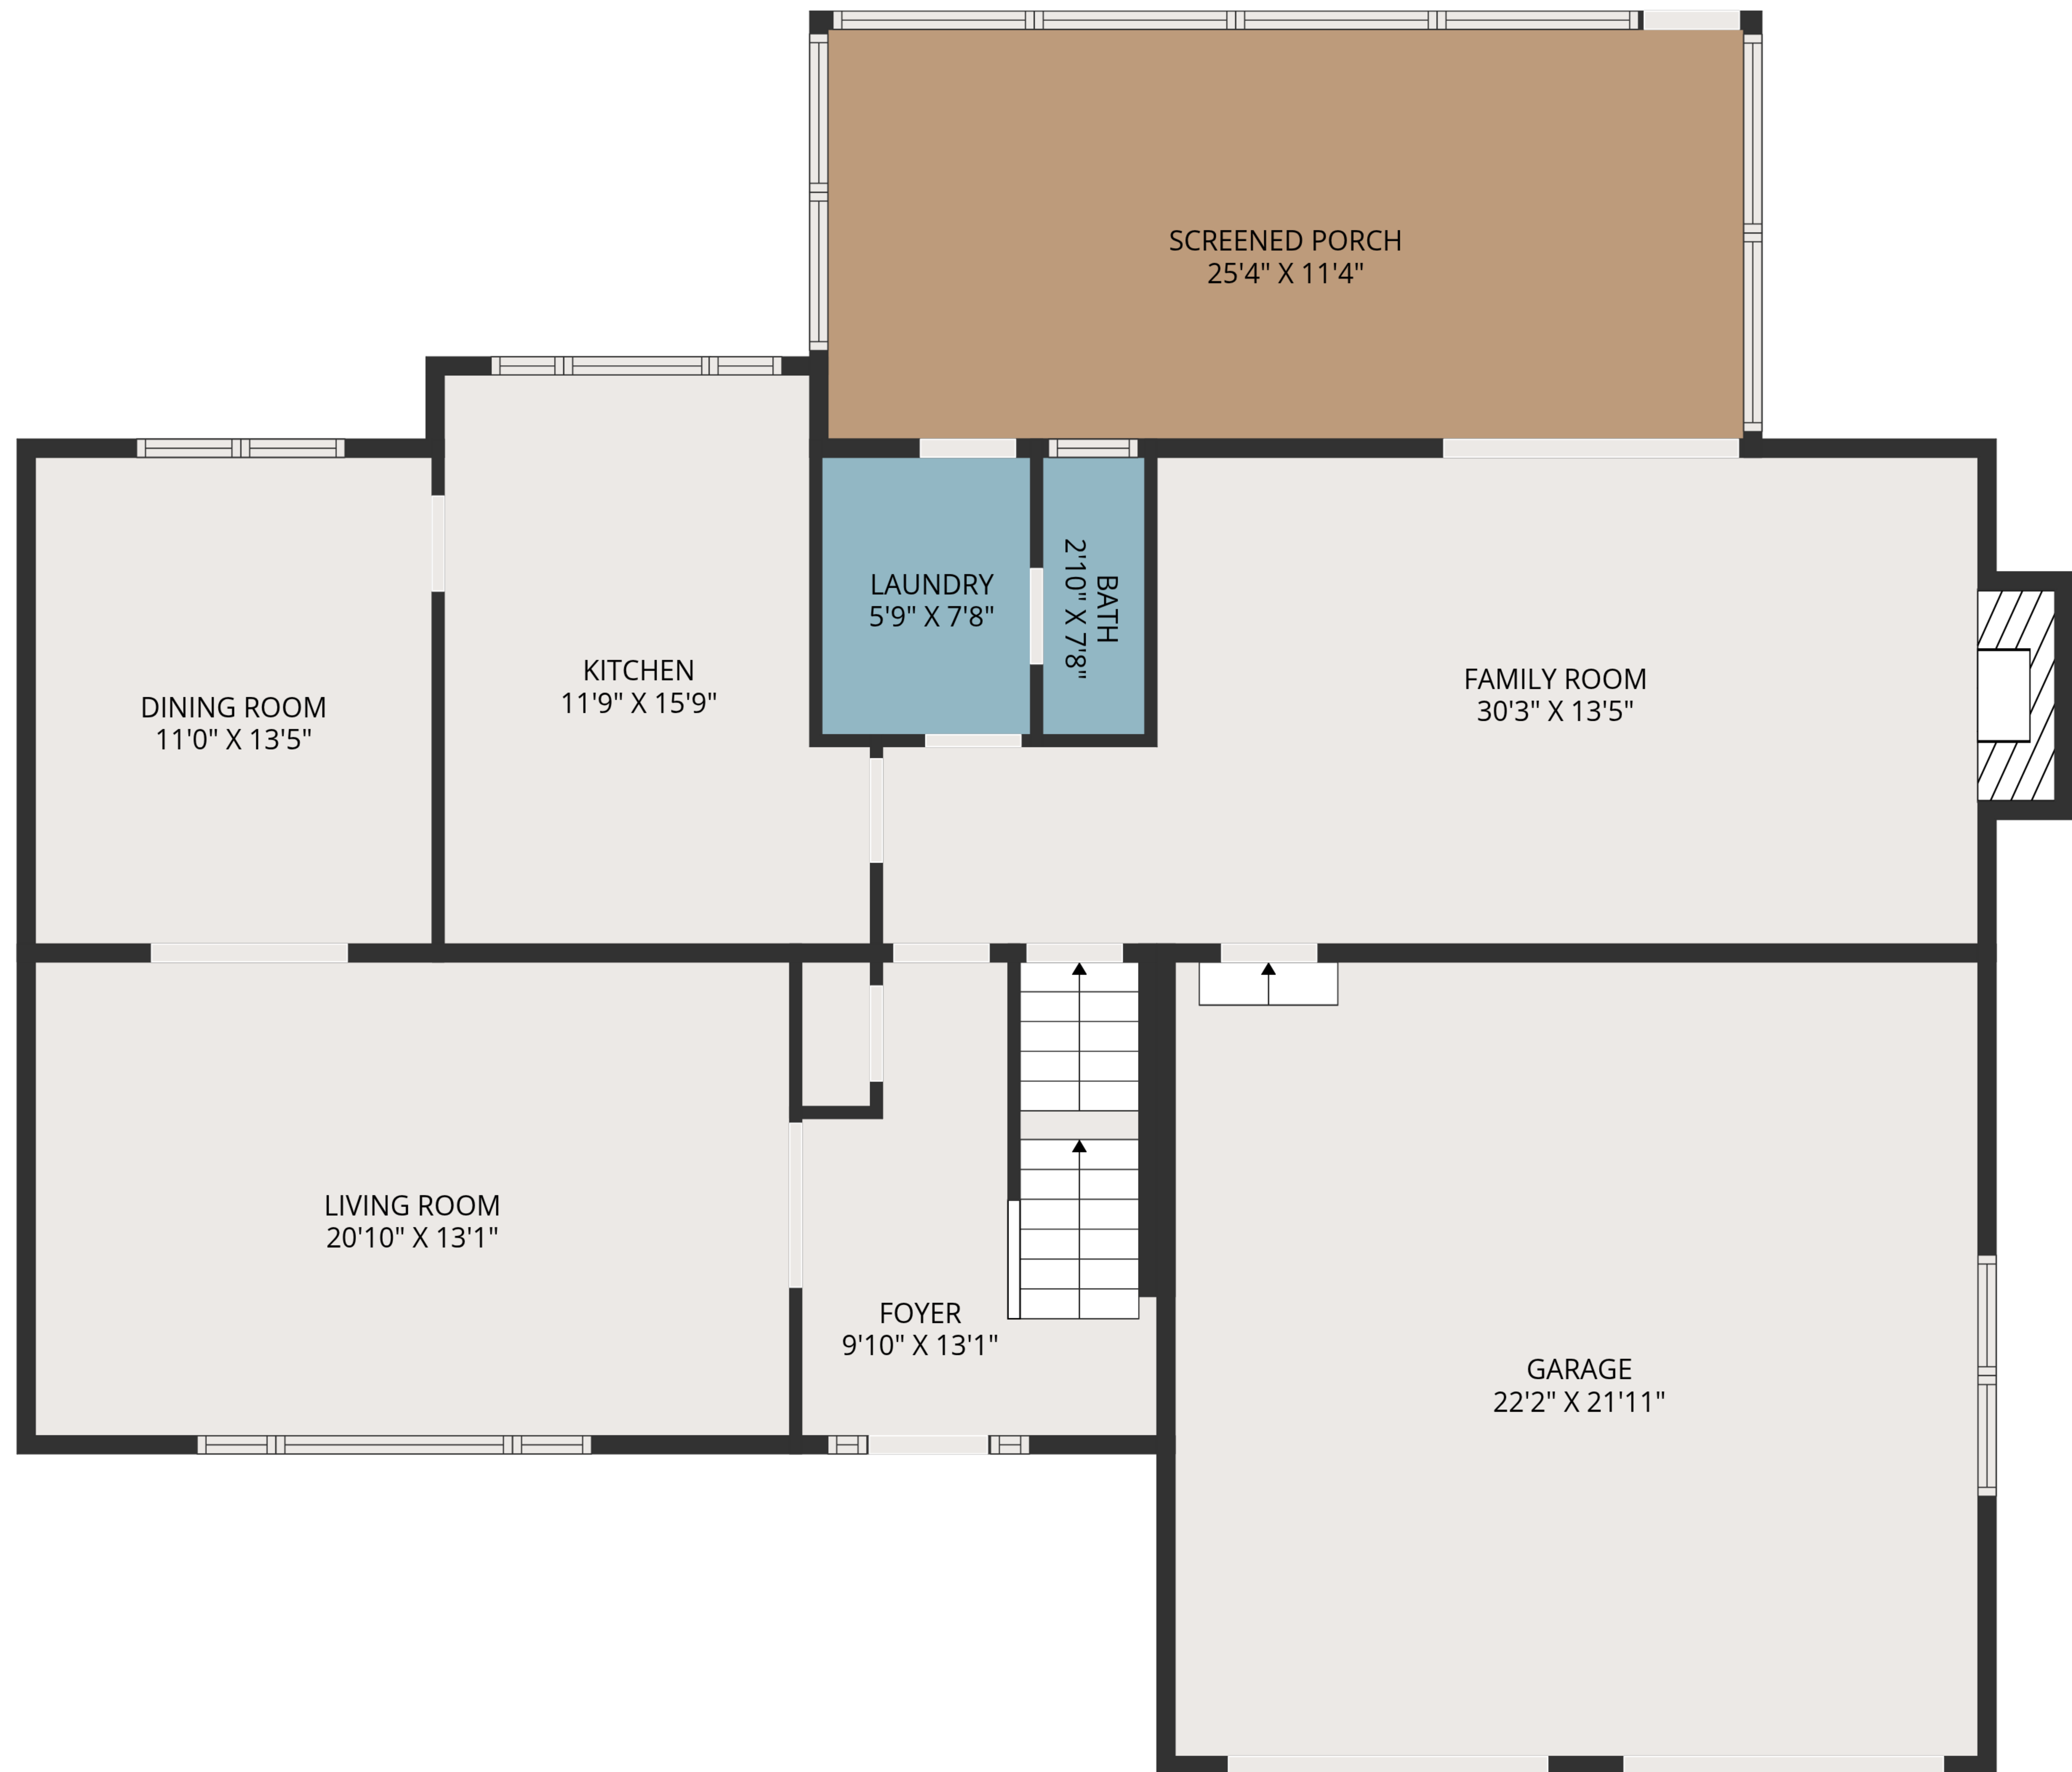 SCREENED PORCH
25'4" X 11'4"
LAUNDRY
5'9" X 7'8"
BATH
2'10" X 7'8"
KITCHEN
11'9" X 15'9"
FAMILY ROOM
30'3" X 13'5"
DINING ROOM
11'0" X 13'5"
LIVING ROOM
20'10" X 13'1"
FOYER
9'10" X 13'1"
GARAGE
22'2" X 21'11"